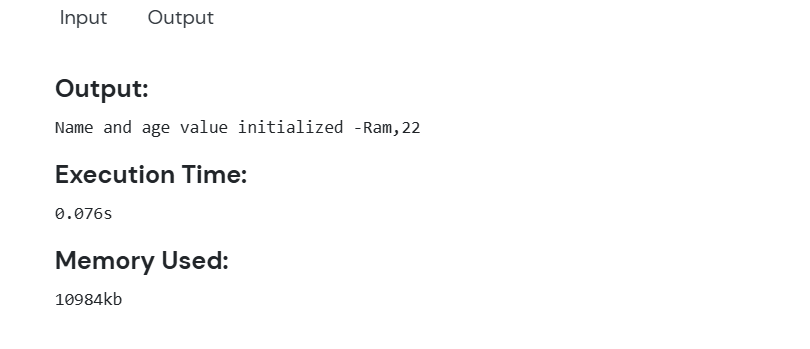 Input Output
Output:
Name and age value initialized -Ram,22
Execution Time:
0.076s
Memory Used:
10984kb